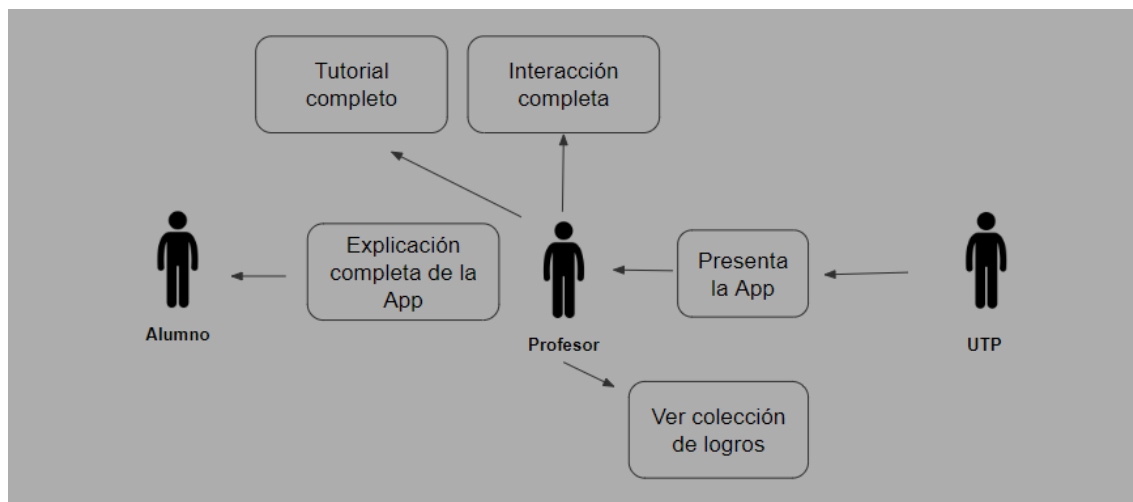 Tutorial
completo
Interacción
completa
Explicación
completa de la
App
Presenta
la App
Alumno
Profesor
UTP
Ver colección
de logros